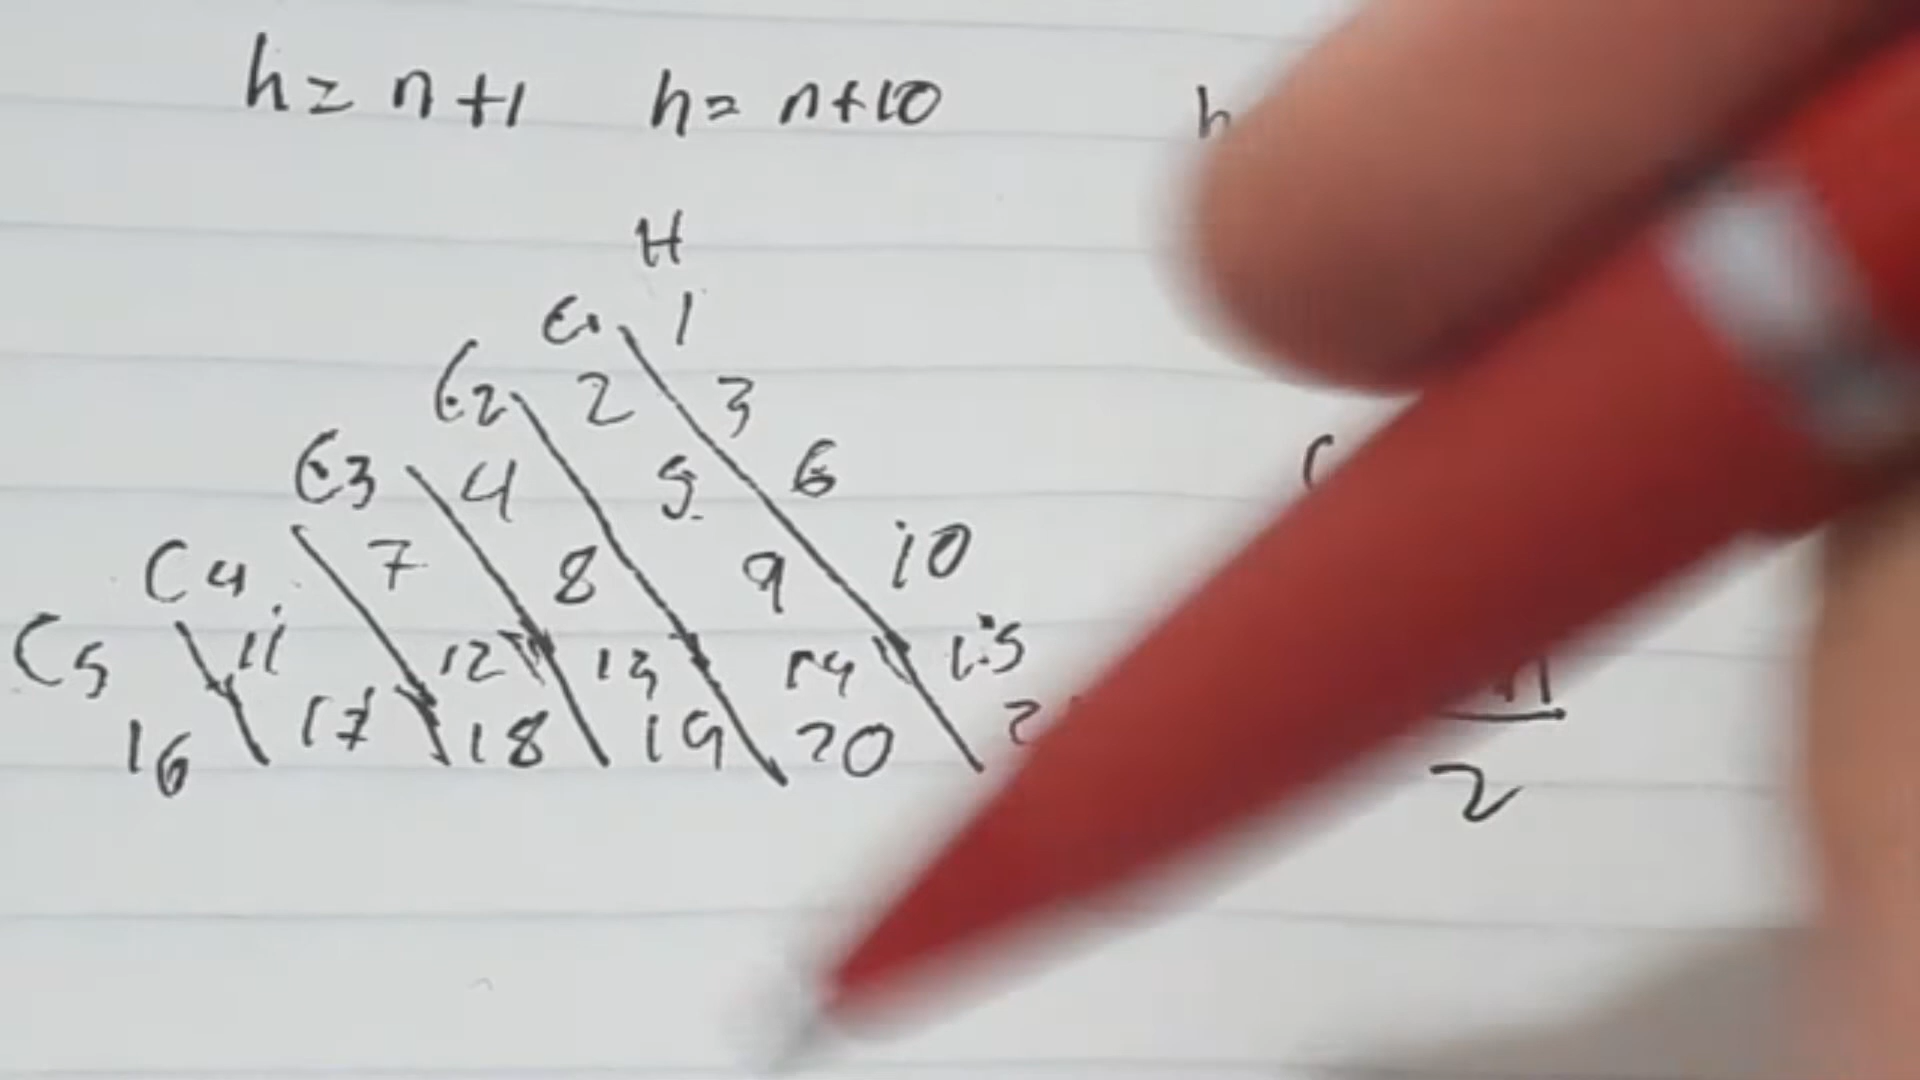 h = n+1 h = n+10 h
H
C1 1
C2 2 3
C3 4 5 6
C4 7 8 9 10
C5 11 12 13 14 15
16 17 18 19 20 2
2